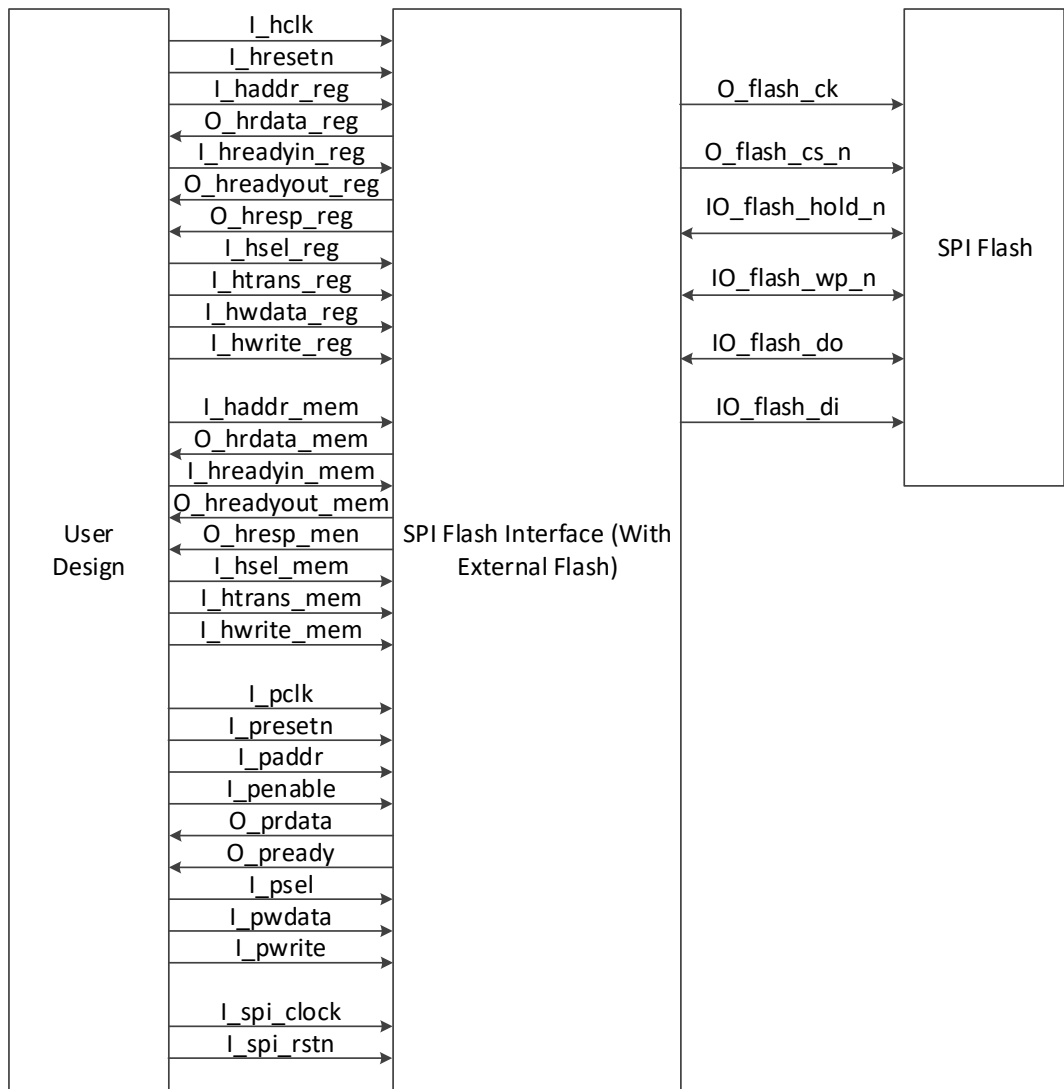 I_hclk
I_hresetn
I_haddr_reg
O_hrdata_reg
I_hreadyin_reg
O_hreadyout_reg
O_hresp_reg
I_hsel_reg
I_htrans_reg
I_hwdata_reg
I_hwrite_reg
I_haddr_mem
O_hrdata_mem
I_hreadyin_mem
O_hreadyout_mem
O_hresp_men
I_hsel_mem
I_htrans_mem
I_hwrite_mem
I_pclk
I_presetn
I_paddr
I_penable
O_prdata
O_pready
I_psel
I_pwdata
I_pwrite
I_spi_clock
I_spi_rstn
User
Design
SPI Flash Interface (With
External Flash)
O_flash_ck
O_flash_cs_n
IO_flash_hold_n
IO_flash_wp_n
IO_flash_do
IO_flash_di
SPI Flash